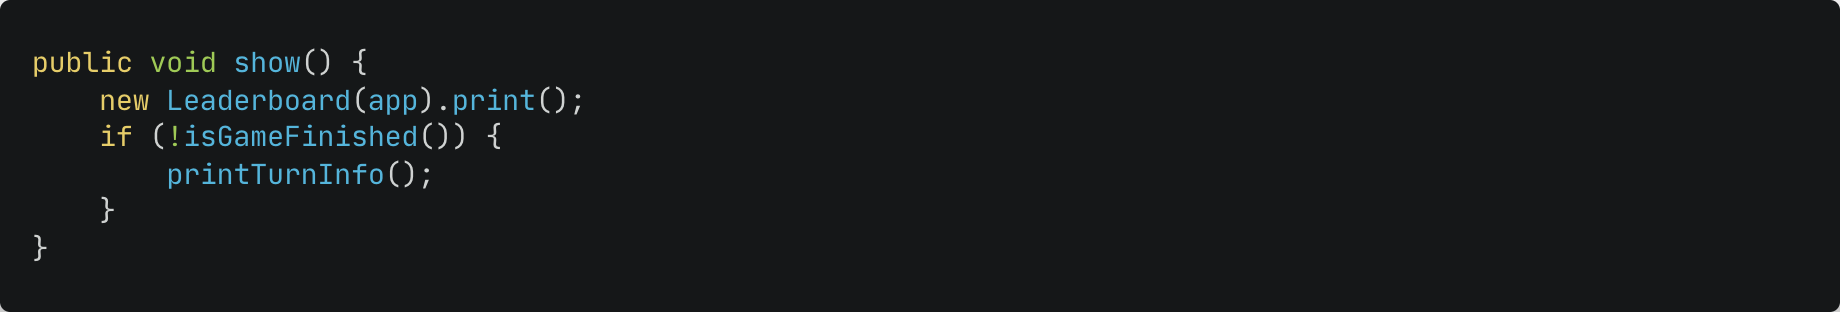 public void show() {
    new Leaderboard(app).print();
    if (!isGameFinished()) {
        printTurnInfo();
    }
}